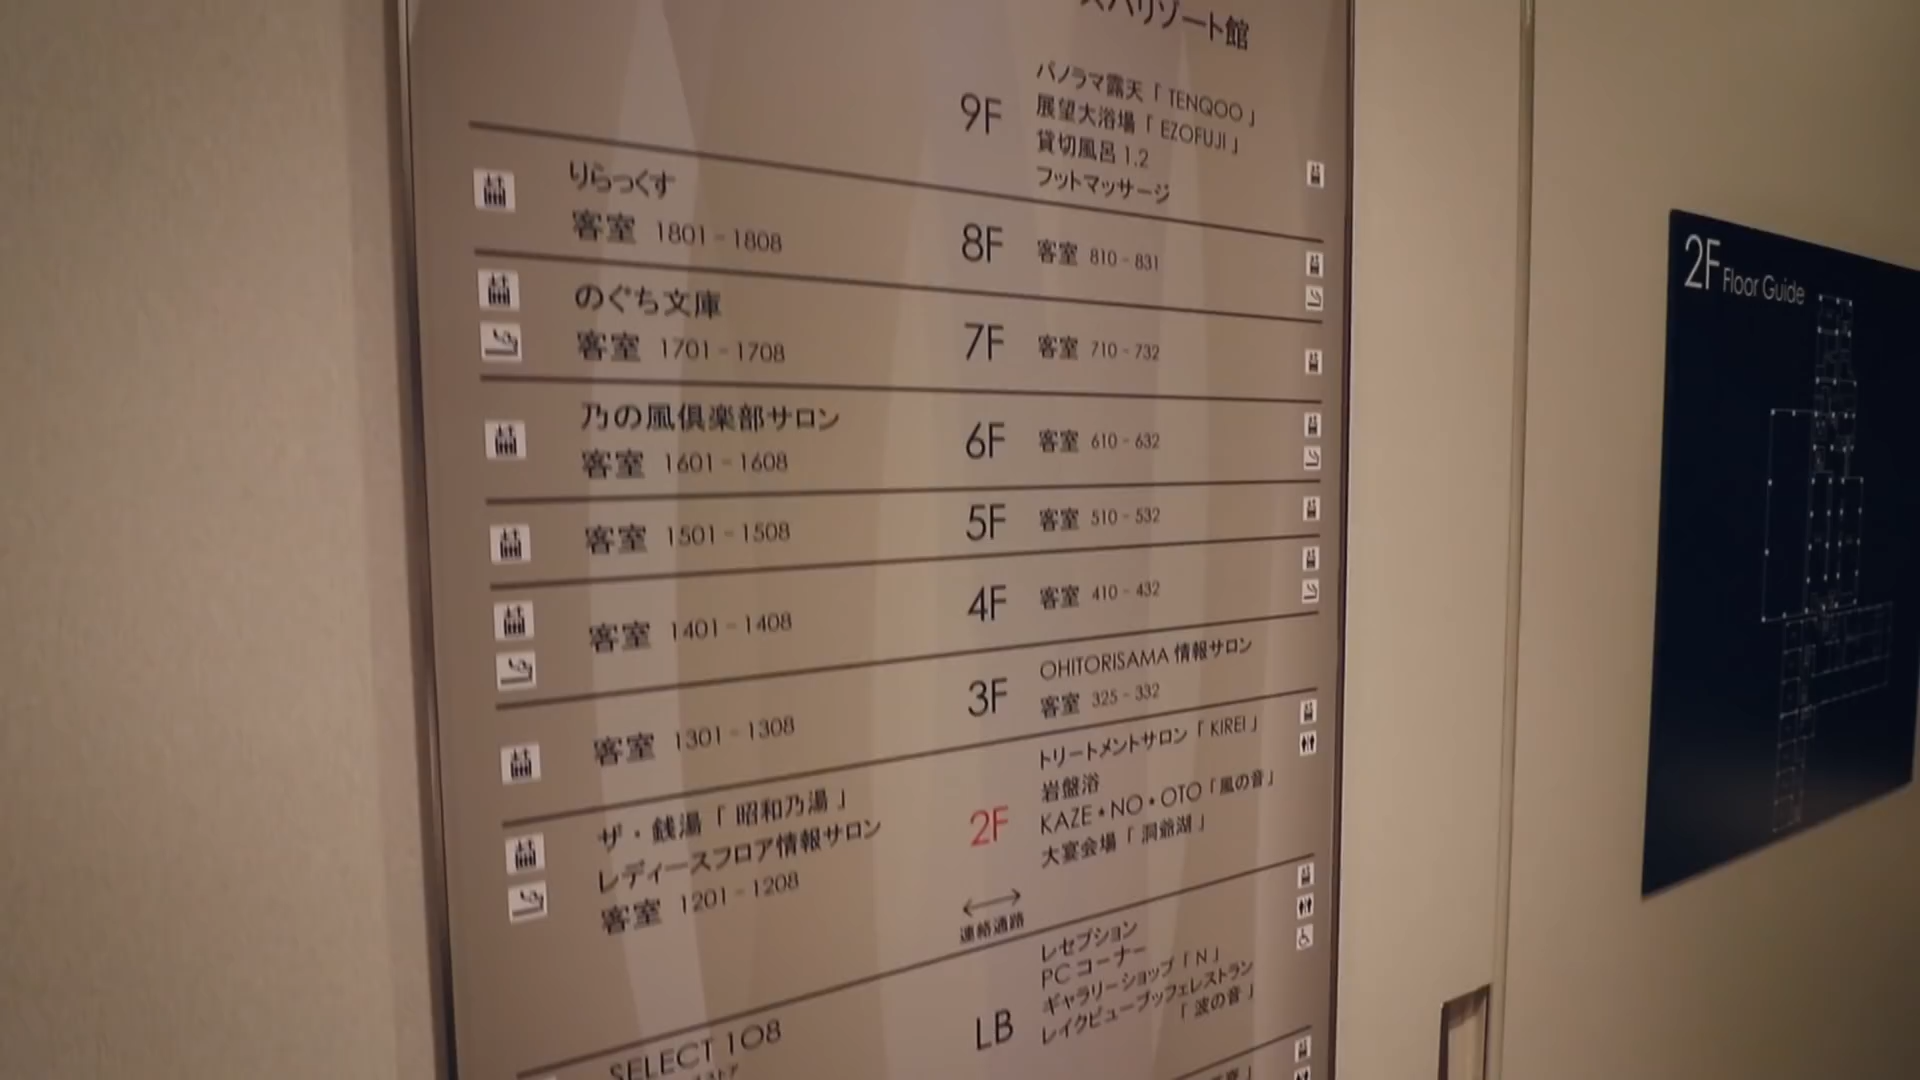 スパリゾート館
9F
パノラマ露天「 TENQOO 」
展望大浴場「 EZOFUJI 」
貸切風呂 1.2
フットマッサージ
りらっくす
客室 1801 - 1808
8F
客室 810 - 831
のぐち文庫
客室 1701 - 1708
7F
客室 710 - 732
乃の風倶楽部サロン
客室 1601 - 1608
6F
客室 610 - 632
客室 1501 - 1508
5F
客室 510 - 532
客室 1401 - 1408
4F
客室 410 - 432
客室 1301 - 1308
3F
OHITORISAMA 情報サロン
客室 325 - 332
ザ・銭湯「 昭和乃湯 」
レディースフロア情報サロン
客室 1201 - 1208
2F
トリートメントサロン「 KIREI 」
岩盤浴
KAZE・NO・OTO「風の音」
大宴会場「 洞爺湖 」
連絡通路
SELECT 108
LB
レセプション
PC コーナー
ギャラリーショップ「 N 」
レイクビューブッフェレストラン
「 波の音 」
2F Floor Guide